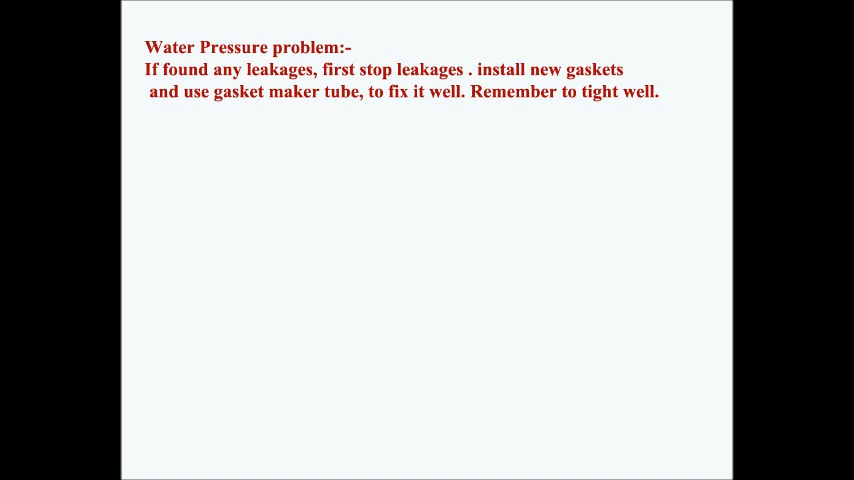 Water Pressure problem:-
If found any leakages, first stop leakages . install new gaskets
and use gasket maker tube, to fix it well. Remember to tight well.